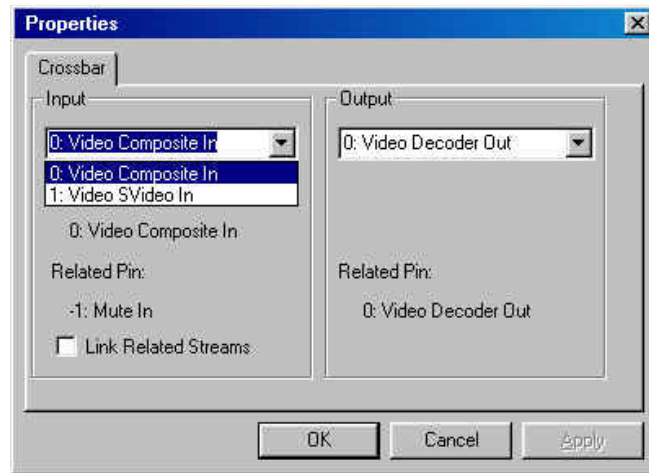 Properties
Crossbar
Input
0: Video Composite In
0: Video Composite In
1: Video SVideo In
0: Video Composite In
Related Pin:
-1: Mute In
Link Related Streams
Output
0: Video Decoder Out
Related Pin:
0: Video Decoder Out
OK
Cancel
Apply